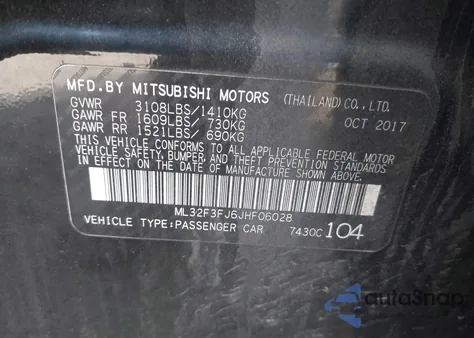 MFD.BY MITSUBISHI MOTORS (THAILAND) CO., LTD.
GVWR 3108LBS/1410KG OCT 2017
GAWR FR 1609LBS/ 730KG
GAWR RR 1521LBS/ 690KG
THIS VEHICLE CONFORMS TO ALL APPLICABLE FEDERAL MOTOR
VEHICLE SAFETY, BUMPER, AND THEFT PREVENTION STANDARDS
IN EFFECT ON THE DATE OF MANUFACTURE SHOWN ABOVE.
ML32F3FJ6JHF06028
VEHICLE TYPE:PASSENGER CAR 7430C 104
autoSnap